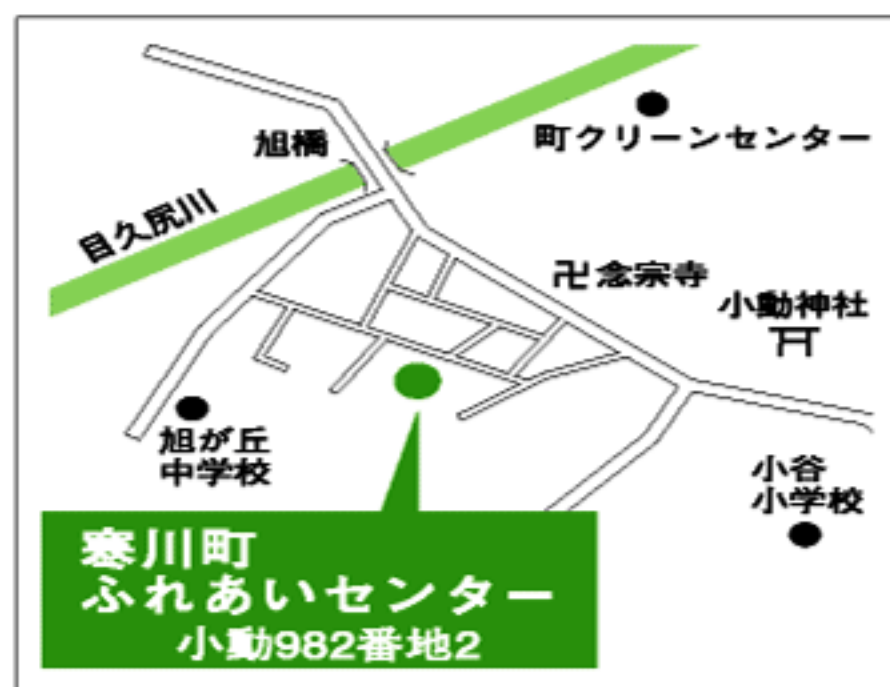 旭橋
町クリーンセンター
目久尻川
卍念宗寺
小動神社
旭が丘
中学校
小谷
小学校
寒川町
ふれあいセンター
小動982番地2